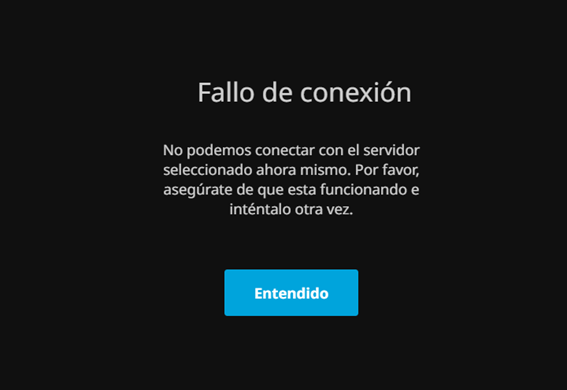 Fallo de conexión
No podemos conectar con el servidor
seleccionado ahora mismo. Por favor,
asegúrate de que esta funcionando e
inténtalo otra vez.
Entendido